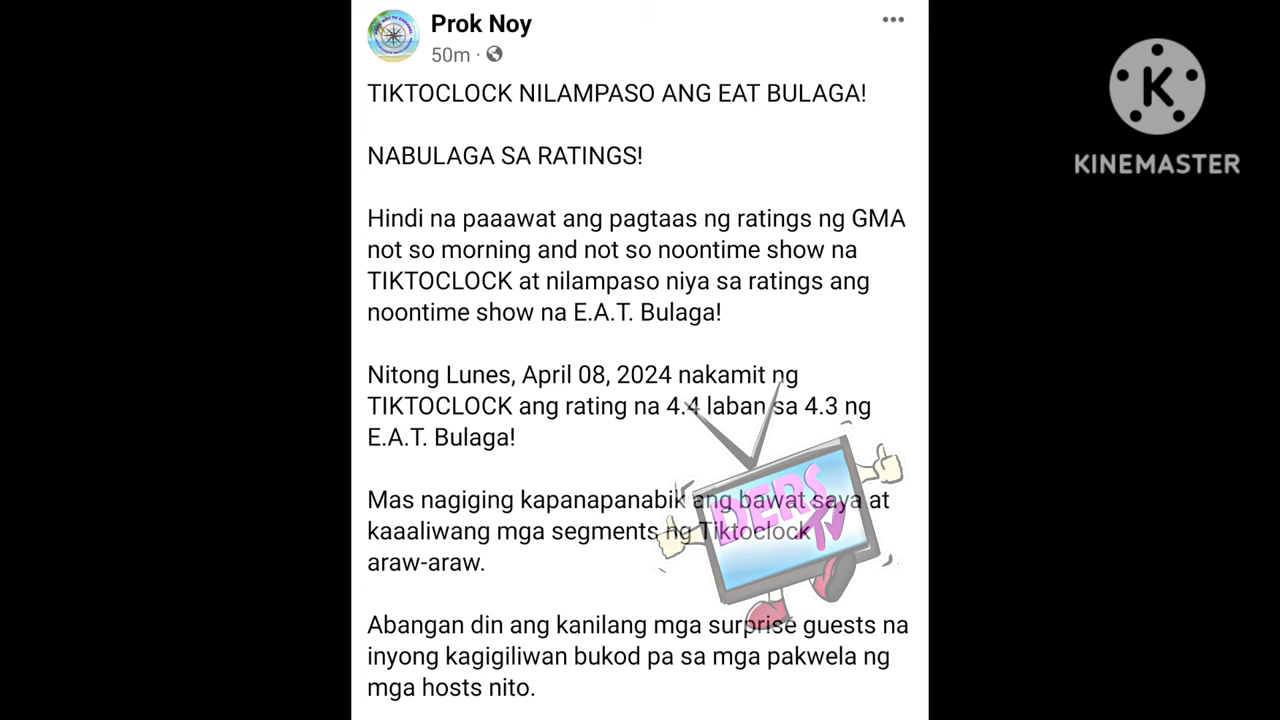 Prok Noy
50m ·
TIKTOCLOCK NILAMPASO ANG EAT BULAGA!
NABULAGA SA RATINGS!
Hindi na paaawat ang pagtaas ng ratings ng GMA
not so morning and not so noontime show na
TIKTOCLOCK at nilampaso niya sa ratings ang
noontime show na E.A.T. Bulaga!
Nitong Lunes, April 08, 2024 nakamit ng
TIKTOCLOCK ang rating na 4.4 laban sa 4.3 ng
E.A.T. Bulaga!
Mas nagiging kapanapanabik ang bawat saya at
kaaaliwang mga segments ng Tiktoclock
araw-araw.
Abangan din ang kanilang mga surprise guests na
inyong kagigiliwan bukod pa sa mga pakwela ng
mga hosts nito.
DERS
TV
K
KINEMASTER